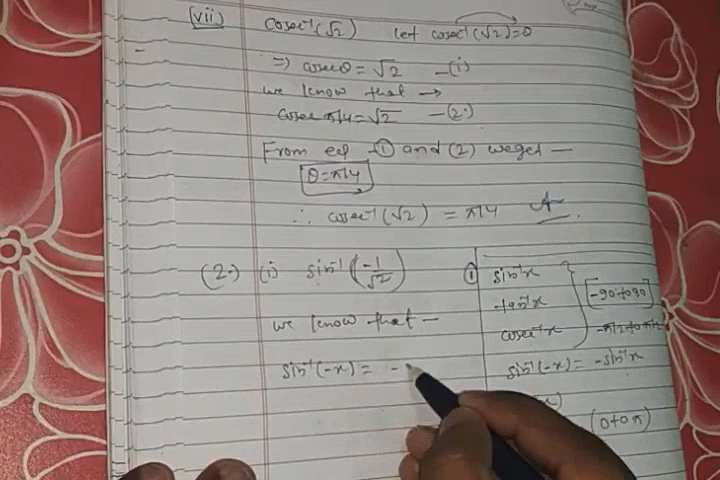 (vii) cosec⁻¹(√2) Let cosec⁻¹(√2)=θ
=> cosecθ = √2 —(i)
we know that →
cosec π/4 = √2 —(2.)
From eq ① and (2) we get —
θ=π/4
∴ cosec⁻¹(√2) = π/4
(2.) (i) sin⁻¹(-1/√2)
we know that —
sin⁻¹(-x) = -
① sin⁻¹x
tan⁻¹x
cosec⁻¹x
[-90 to 90]
-π/2 to π/2
sin⁻¹(-x) = -sin⁻¹x
(0 to π)